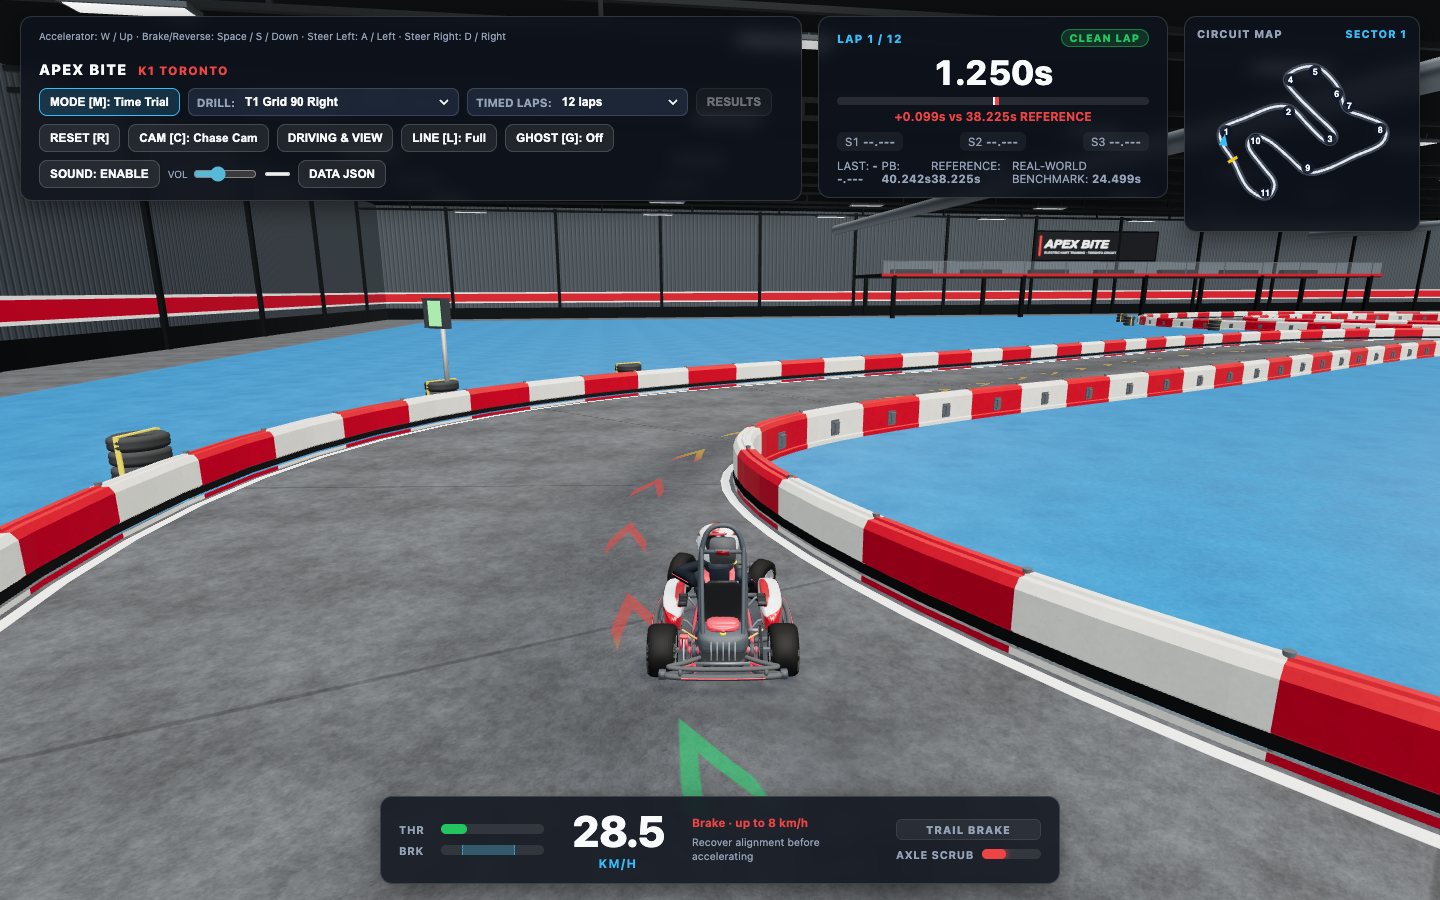 Accelerator: W / Up · Brake/Reverse: Space / S / Down · Steer Left: A / Left · Steer Right: D / Right
APEX BITE K1 TORONTO
MODE [M]: Time Trial DRILL: T1 Grid 90 Right TIMED LAPS: 12 laps RESULTS
RESET [R] CAM [C]: Chase Cam DRIVING & VIEW LINE [L]: Full GHOST [G]: Off
SOUND: ENABLE VOL DATA JSON
LAP 1 / 12 CLEAN LAP
1.250s
+0.099s vs 38.225s REFERENCE
S1 --.--- S2 --.--- S3 --.---
LAST: --.--- PB: 40.242s REFERENCE: 38.225s REAL-WORLD BENCHMARK: 24.499s
CIRCUIT MAP SECTOR 1
5
4
6
7
2
1
8
10
3
9
11
APEX BITE
THR
BRK
28.5
KM/H
Brake · up to 8 km/h
Recover alignment before
accelerating
TRAIL BRAKE
AXLE SCRUB